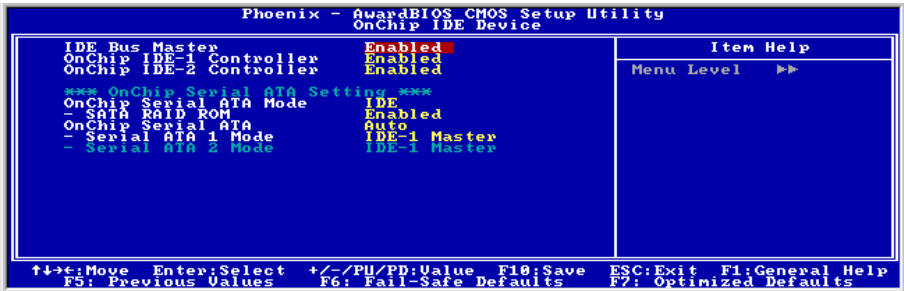 Phoenix - AwardBIOS CMOS Setup Utility
OnChip IDE Device
IDE Bus Master Enabled
OnChip IDE-1 Controller Enabled
OnChip IDE-2 Controller Enabled
*** OnChip Serial ATA Setting ***
OnChip Serial ATA Mode IDE
- SATA RAID ROM Enabled
OnChip Serial ATA Auto
- Serial ATA 1 Mode IDE-1 Master
- Serial ATA 2 Mode IDE-1 Master
Item Help
Menu Level ►►
↑↓→←:Move Enter:Select +/-/PU/PD:Value F10:Save ESC:Exit F1:General Help
F5: Previous Values F6: Fail-Safe Defaults F7: Optimized Defaults